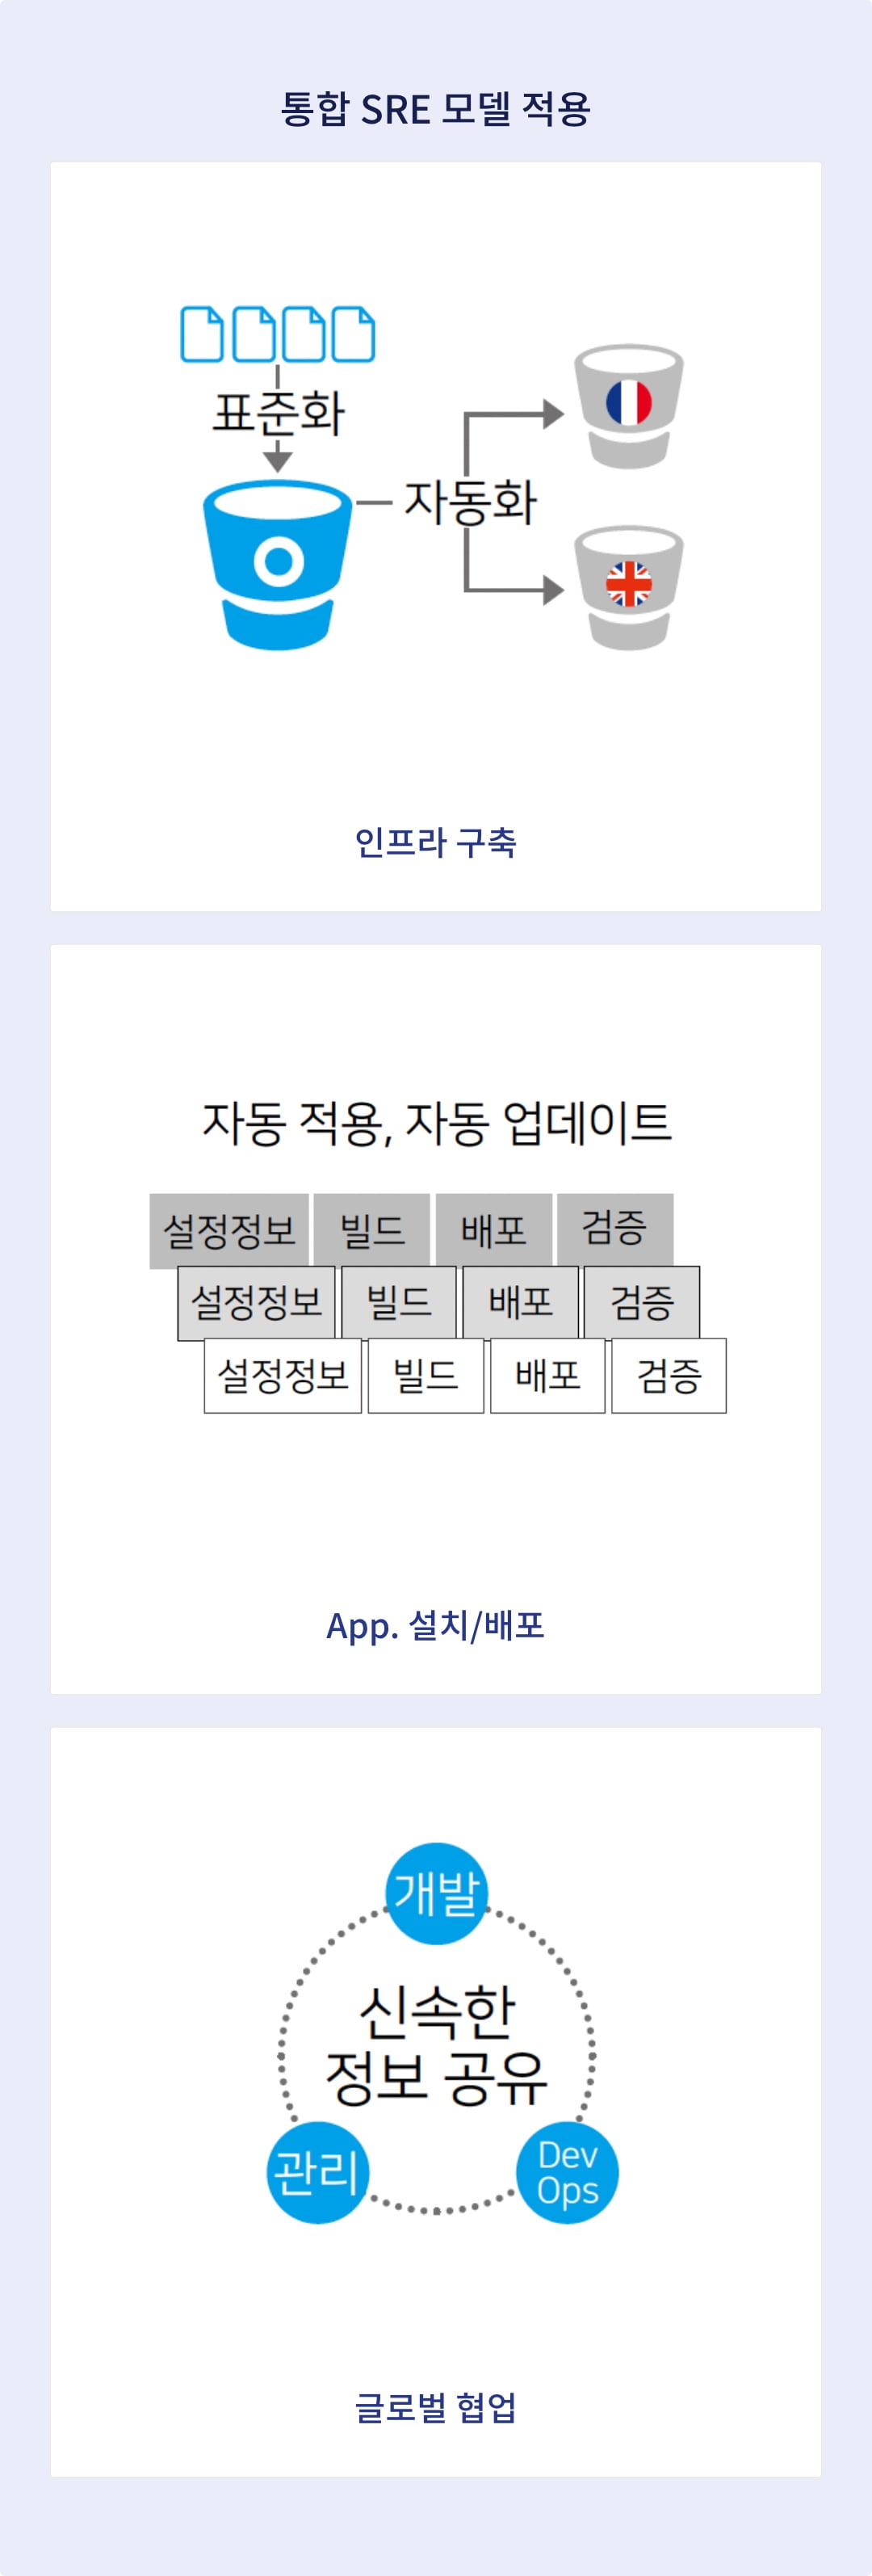 통합 SRE 모델 적용
표준화
자동화
인프라 구축
자동 적용, 자동 업데이트
설정정보 빌드 배포 검증
설정정보 빌드 배포 검증
설정정보 빌드 배포 검증
App. 설치/배포
개발
신속한
정보 공유
관리
Dev
Ops
글로벌 협업